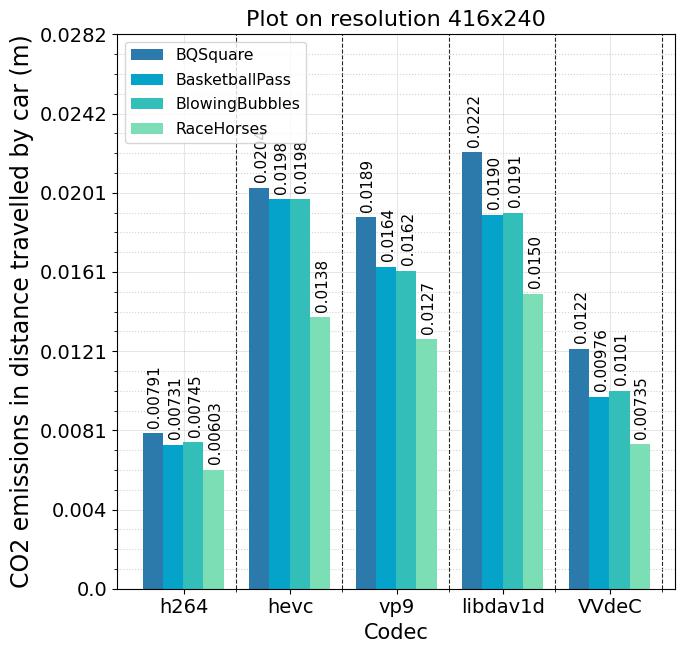 Plot on resolution 416x240
CO2 emissions in distance travelled by car (m)
0.0282
0.0242
0.0201
0.0161
0.0121
0.0081
0.004
0.0
BQSquare
BasketballPass
BlowingBubbles
RaceHorses
0.00791
0.00731
0.00745
0.00603
0.0204
0.0198
0.0198
0.0138
0.0189
0.0164
0.0162
0.0127
0.0222
0.0190
0.0191
0.0150
0.0122
0.00976
0.0101
0.00735
h264
hevc
vp9
libdav1d
VVdeC
Codec